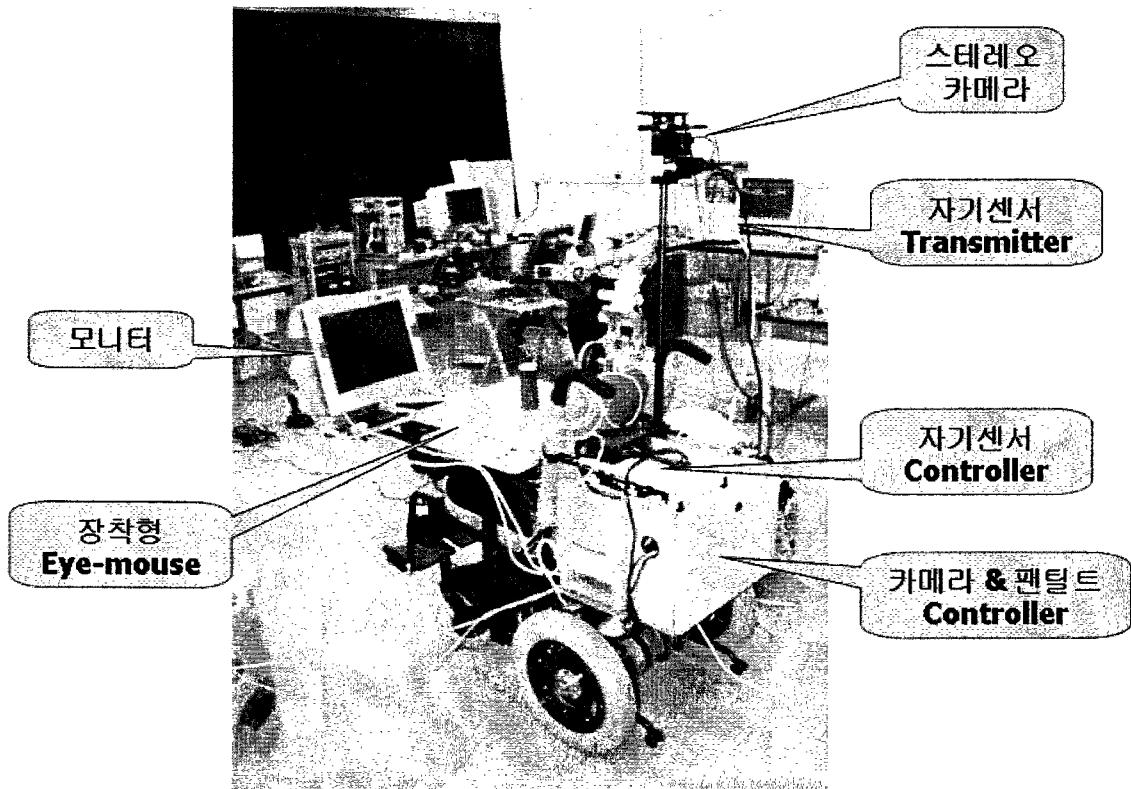 스테레오
카메라
자기센서
Transmitter
모니터
자기센서
Controller
장착형
Eye-mouse
카메라 & 팬틸트
Controller